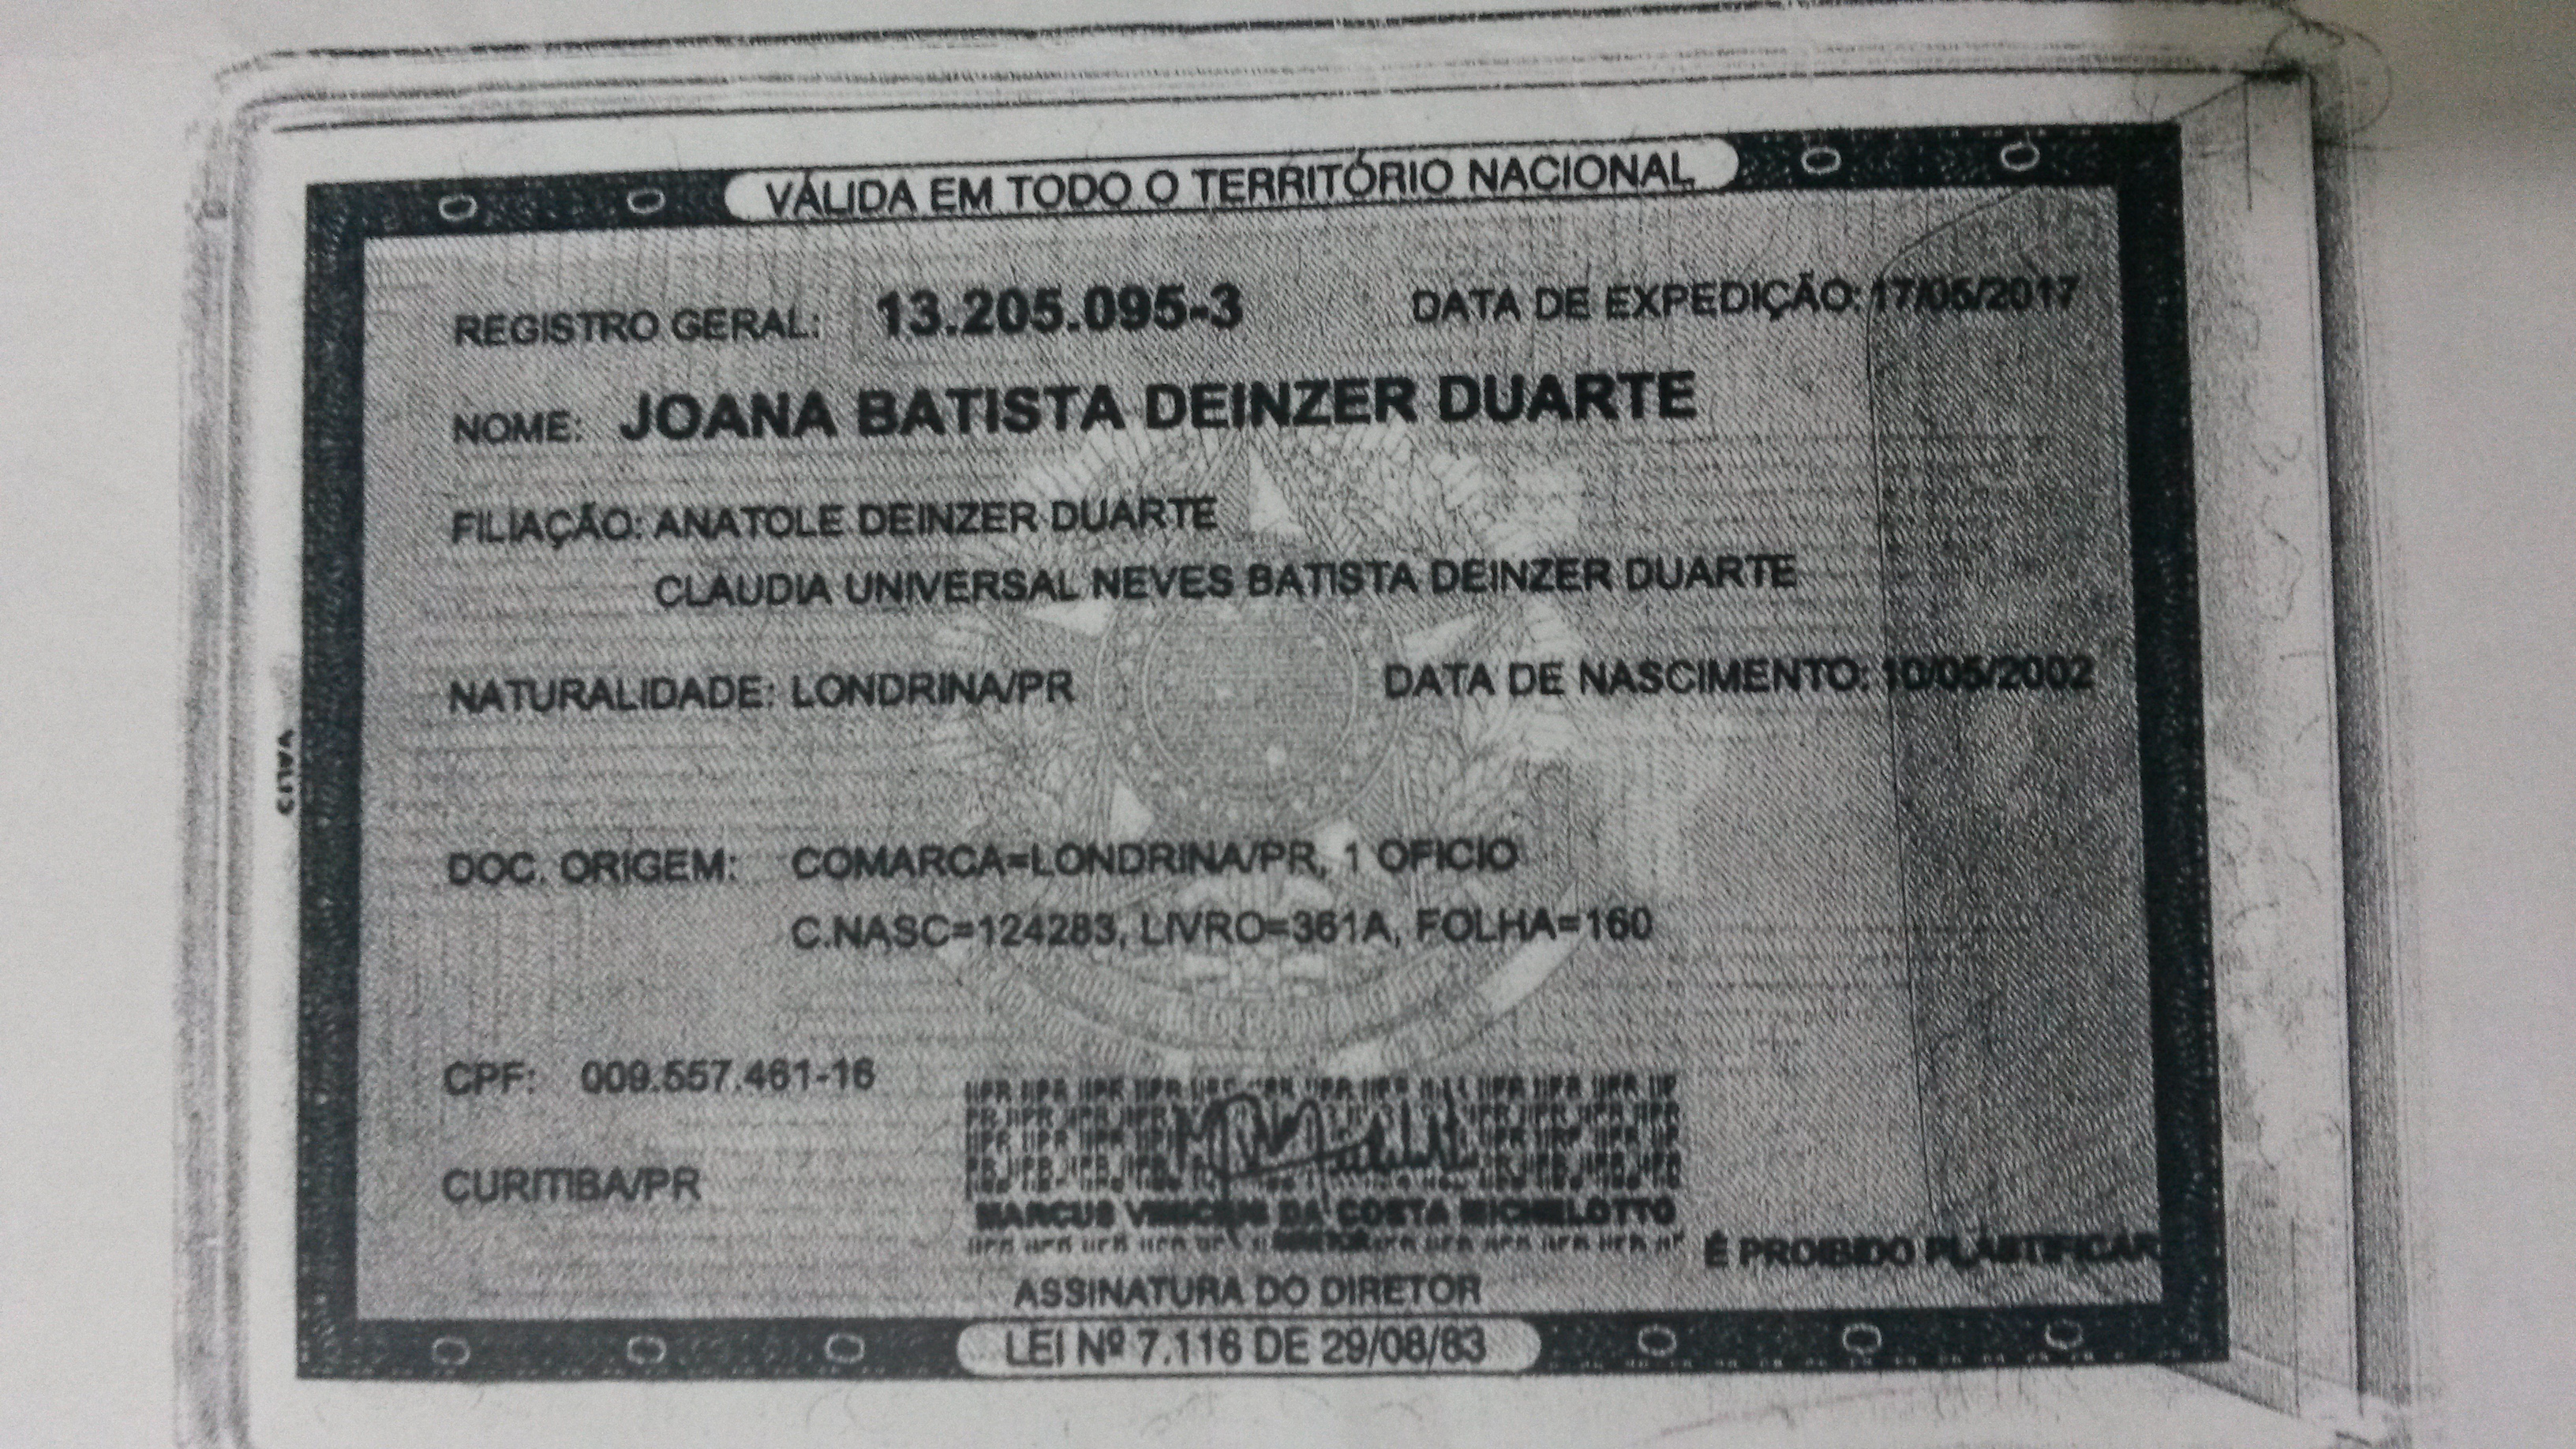 VÁLIDA EM TODO O TERRITÓRIO NACIONAL
REGISTRO GERAL: 13.205.095-3 DATA DE EXPEDIÇÃO: 17/05/2017
NOME: JOANA BATISTA DEINZER DUARTE
FILIAÇÃO: ANATOLE DEINZER DUARTE
CLAUDIA UNIVERSAL NEVES BATISTA DEINZER DUARTE
NATURALIDADE: LONDRINA/PR DATA DE NASCIMENTO: 10/05/2002
DOC. ORIGEM: COMARCA=LONDRINA/PR, 1 OFICIO
C.NASC=124283, LIVRO=361A, FOLHA=160
CPF: 009.557.461-16
CURITIBA/PR
MARCUS VINICIUS DA COSTA MICHELOTTO
ASSINATURA DO DIRETOR
É PROIBIDO PLASTIFICAR
LEI Nº 7.116 DE 29/08/83